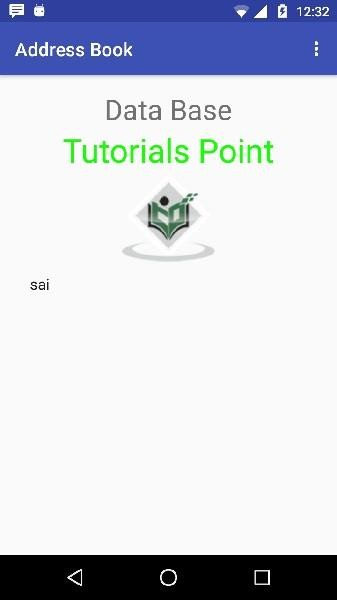 12:32
Address Book
Data Base
Tutorials Point
sai